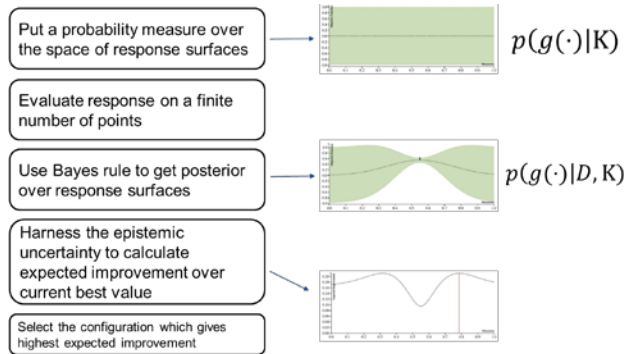 Put a probability measure over
the space of response surfaces
p(g(·)|K)
Evaluate response on a finite
number of points
Use Bayes rule to get posterior
over response surfaces
p(g(·)|D, K)
Harness the epistemic
uncertainty to calculate
expected improvement over
current best value
Select the configuration which gives
highest expected improvement